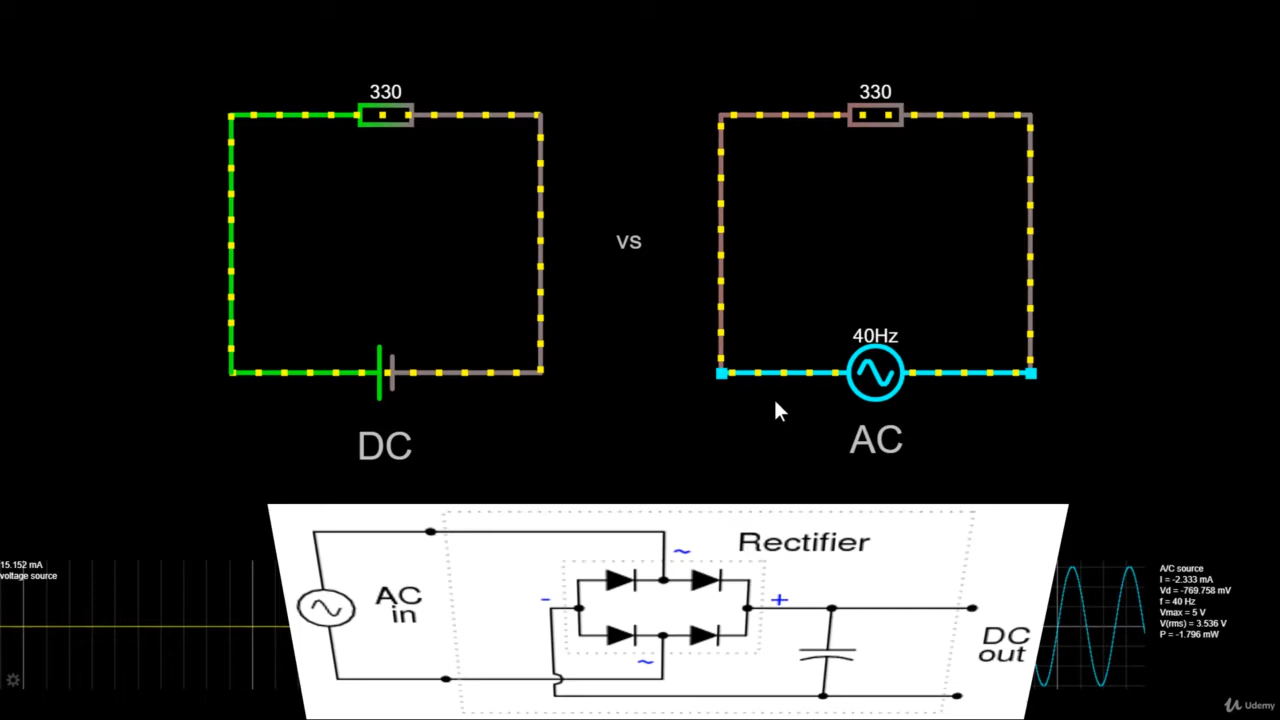 330
330
vs
40Hz
DC
AC
Rectifier
~
AC
in
-
+
~
DC
out
15.152 mA
voltage source
A/C source
I = -2.333 mA
Vd = -769.758 mV
f = 40 Hz
Vmax = 5 V
V(rms) = 3.536 V
P = -1.796 mW
Udemy